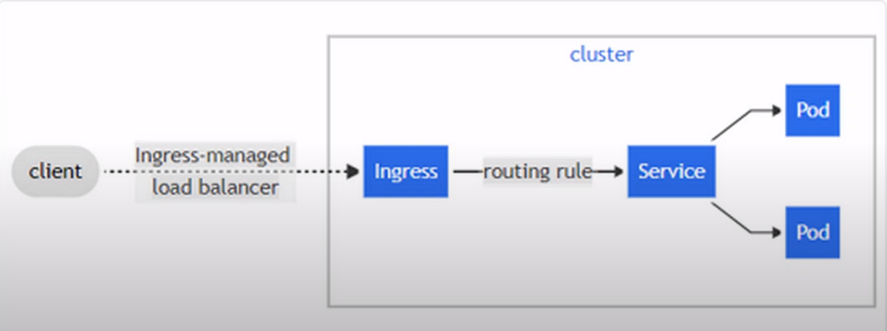 cluster
Pod
client
Ingress-managed
load balancer
Ingress
routing rule
Service
Pod